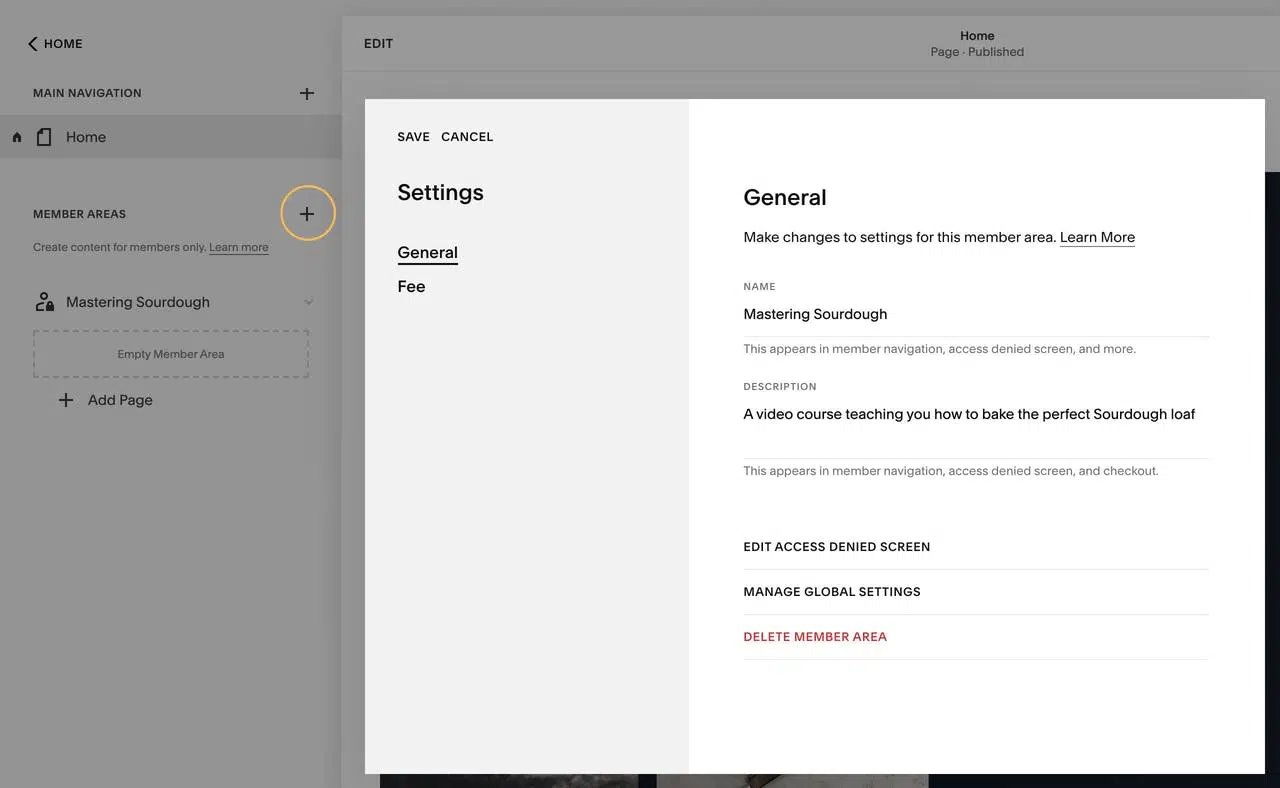 HOME
MAIN NAVIGATION
Home
MEMBER AREAS
Create content for members only. Learn more
Mastering Sourdough
Empty Member Area
Add Page
EDIT
Home
Page · Published
SAVE CANCEL
Settings
General
Fee
General
Make changes to settings for this member area. Learn More
NAME
Mastering Sourdough
This appears in member navigation, access denied screen, and more.
DESCRIPTION
A video course teaching you how to bake the perfect Sourdough loaf
This appears in member navigation, access denied screen, and checkout.
EDIT ACCESS DENIED SCREEN
MANAGE GLOBAL SETTINGS
DELETE MEMBER AREA